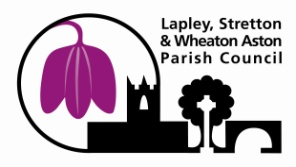 Lapley, Stretton
& Wheaton Aston
Parish Council